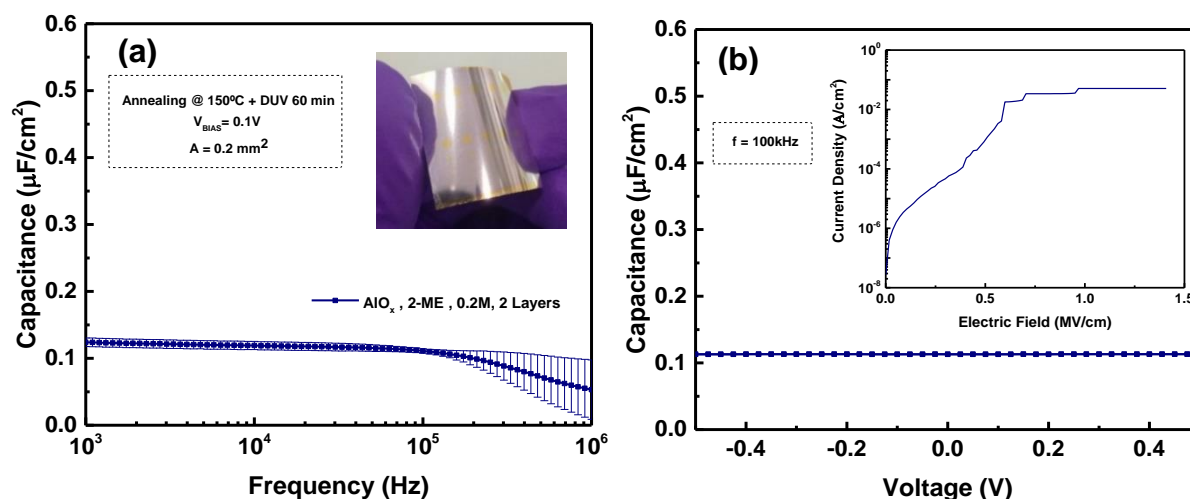 (a)
Annealing @ 150ºC + DUV 60 min
V_BIAS= 0.1V
A = 0.2 mm²
AlOₓ , 2-ME , 0.2M, 2 Layers
Capacitance (µF/cm²)
0.6
0.5
0.4
0.3
0.2
0.1
0.0
10³
10⁴
10⁵
10⁶
Frequency (Hz)
(b)
f = 100kHz
Capacitance (µF/cm²)
0.6
0.5
0.4
0.3
0.2
0.1
0.0
-0.4
-0.2
0.0
0.2
0.4
Voltage (V)
Current Density (A/cm²)
10⁰
10⁻²
10⁻⁴
10⁻⁶
10⁻⁸
0.0
0.5
1.0
1.5
Electric Field (MV/cm)